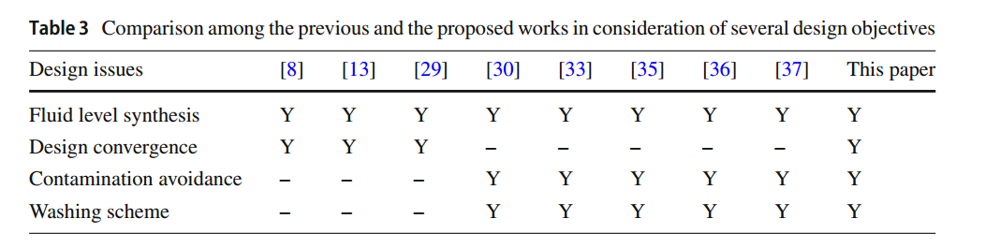 Table 3 Comparison among the previous and the proposed works in consideration of several design objectives
Design issues [8] [13] [29] [30] [33] [35] [36] [37] This paper
Fluid level synthesis Y Y Y Y Y Y Y Y Y
Design convergence Y Y Y – – – – – Y
Contamination avoidance – – – Y Y Y Y Y Y
Washing scheme – – – Y Y Y Y Y Y